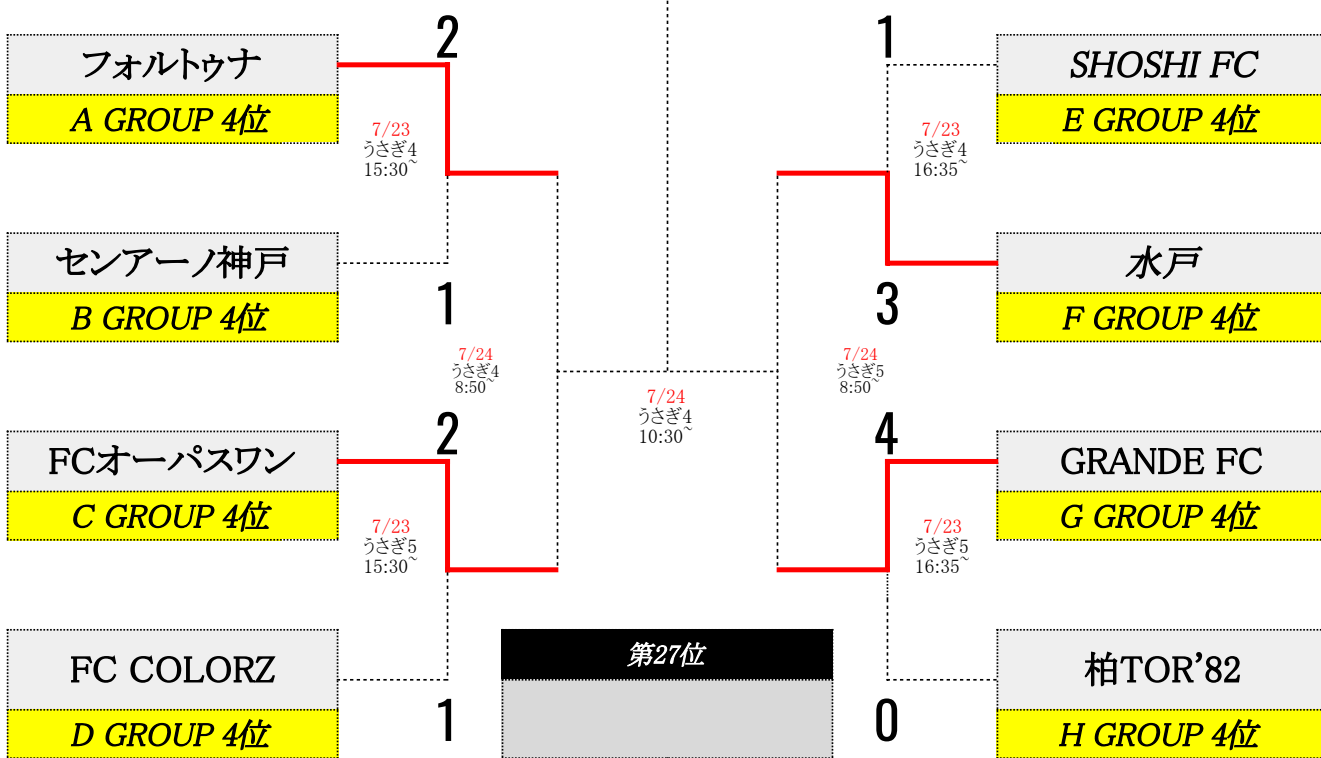 2
1
フォルトゥナ
A GROUP 4位
7/23
うさぎ4
15:30~
SHOSHI FC
E GROUP 4位
7/23
うさぎ4
16:35~
センアーノ神戸
B GROUP 4位
1
水戸
F GROUP 4位
3
7/24
うさぎ4
8:50~
7/24
うさぎ4
10:30~
7/24
うさぎ5
8:50~
2
4
FCオーパスワン
C GROUP 4位
7/23
うさぎ5
15:30~
GRANDE FC
G GROUP 4位
7/23
うさぎ5
16:35~
FC COLORZ
D GROUP 4位
1
第27位
0
柏TOR’82
H GROUP 4位